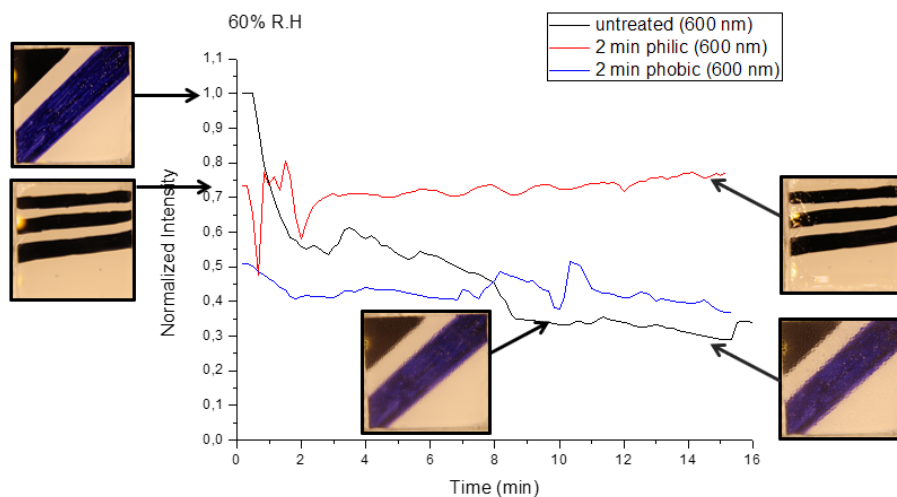 60% R.H
untreated (600 nm)
2 min philic (600 nm)
2 min phobic (600 nm)
Normalized Intensity
1,1
1,0
0,9
0,8
0,7
0,6
0,5
0,4
0,3
0,2
0,1
0,0
0 2 4 6 8 10 12 14 16
Time (min)